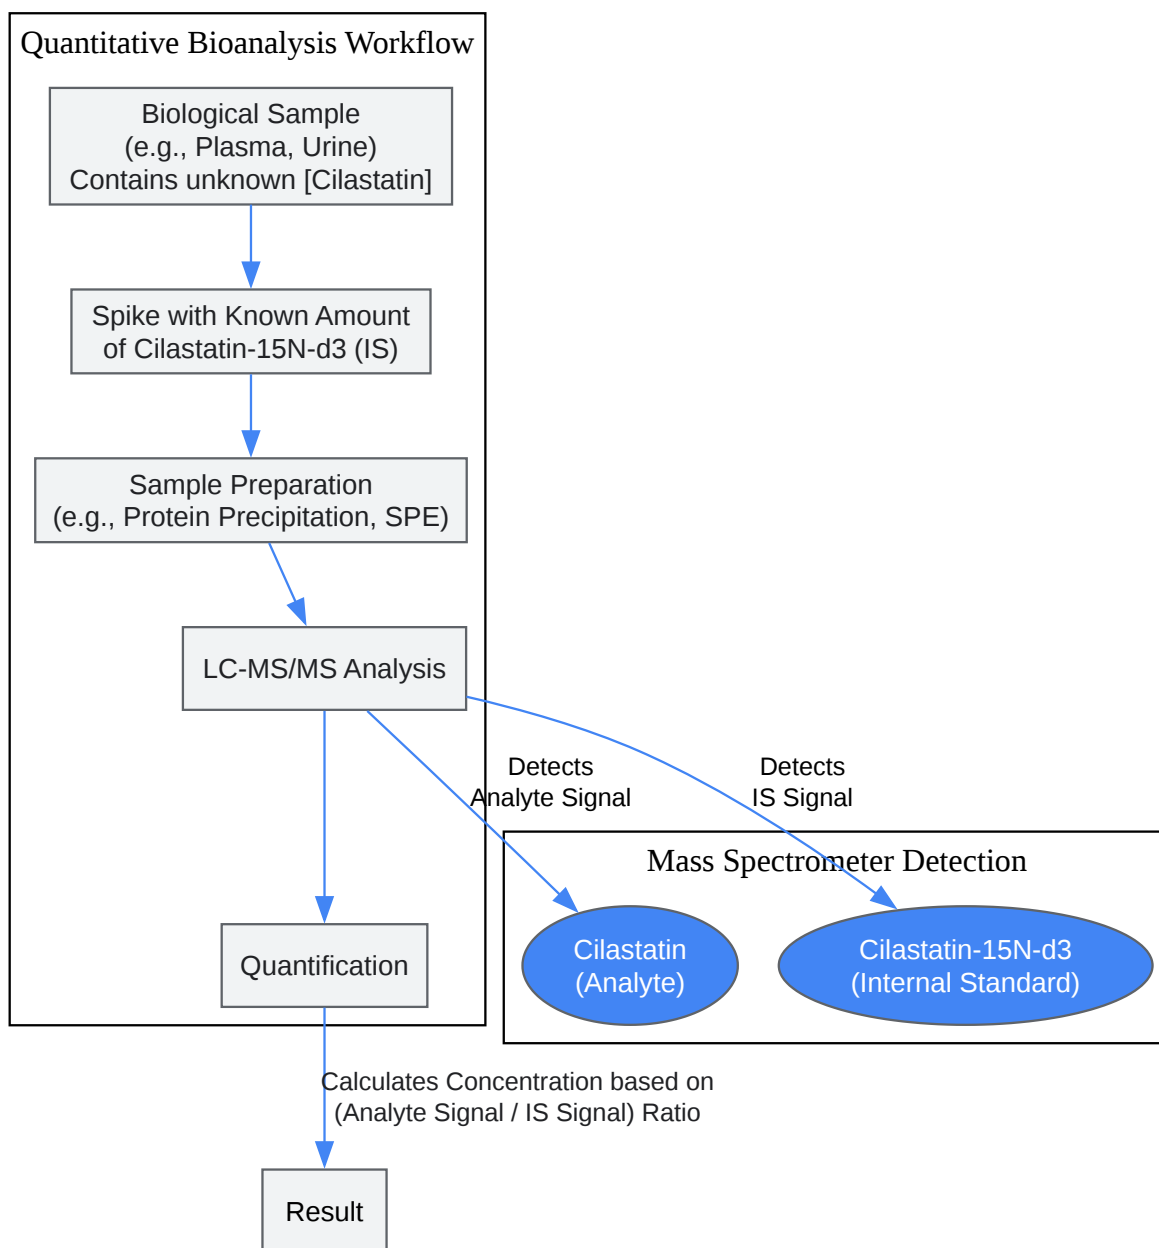 Quantitative Bioanalysis Workflow
Biological Sample
(e.g., Plasma, Urine)
Contains unknown [Cilastatin]
Spike with Known Amount
of Cilastatin-15N-d3 (IS)
Sample Preparation
(e.g., Protein Precipitation, SPE)
LC-MS/MS Analysis
Detects
Analyte Signal
Detects
IS Signal
Mass Spectrometer Detection
Cilastatin
(Analyte)
Cilastatin-15N-d3
(Internal Standard)
Quantification
Calculates Concentration based on
(Analyte Signal / IS Signal) Ratio
Result